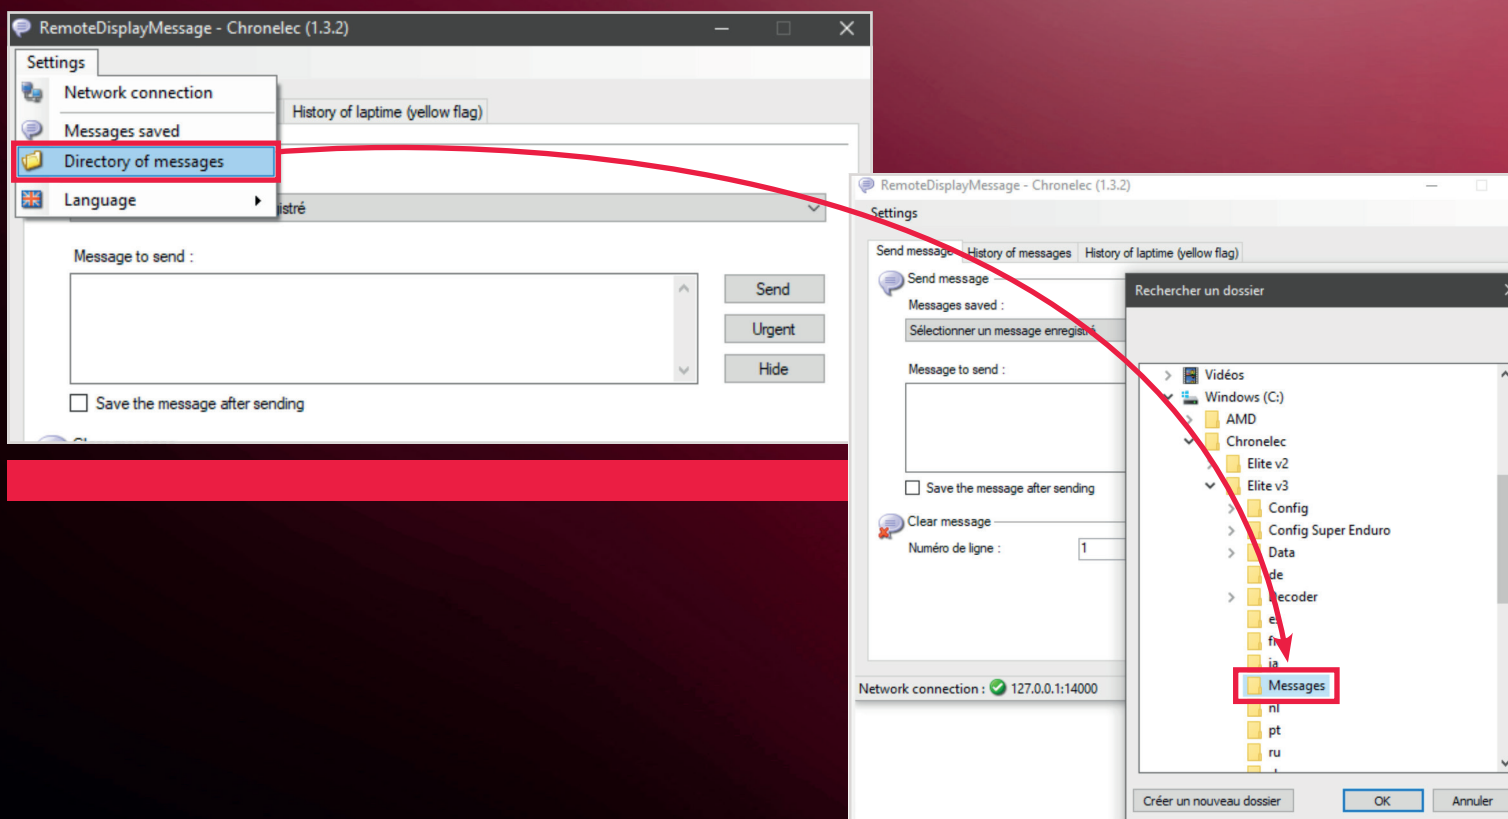 RemoteDisplayMessage - Chronelec (1.3.2)
Settings
Network connection
Messages saved
Directory of messages
Language
History of laptime (yellow flag)
istré
Message to send :
Send
Urgent
Hide
Save the message after sending
RemoteDisplayMessage - Chronelec (1.3.2)
Settings
Send message
History of messages
History of laptime (yellow flag)
Send message
Messages saved :
Sélectionner un message enregistré
Message to send :
Save the message after sending
Clear message
Numéro de ligne :
1
Network connection : 127.0.0.1:14000
Rechercher un dossier
Vidéos
Windows (C:)
AMD
Chronelec
Elite v2
Elite v3
Config
Config Super Enduro
Data
de
Decoder
es
fr
ja
Messages
nl
pt
ru
Créer un nouveau dossier
OK
Annuler